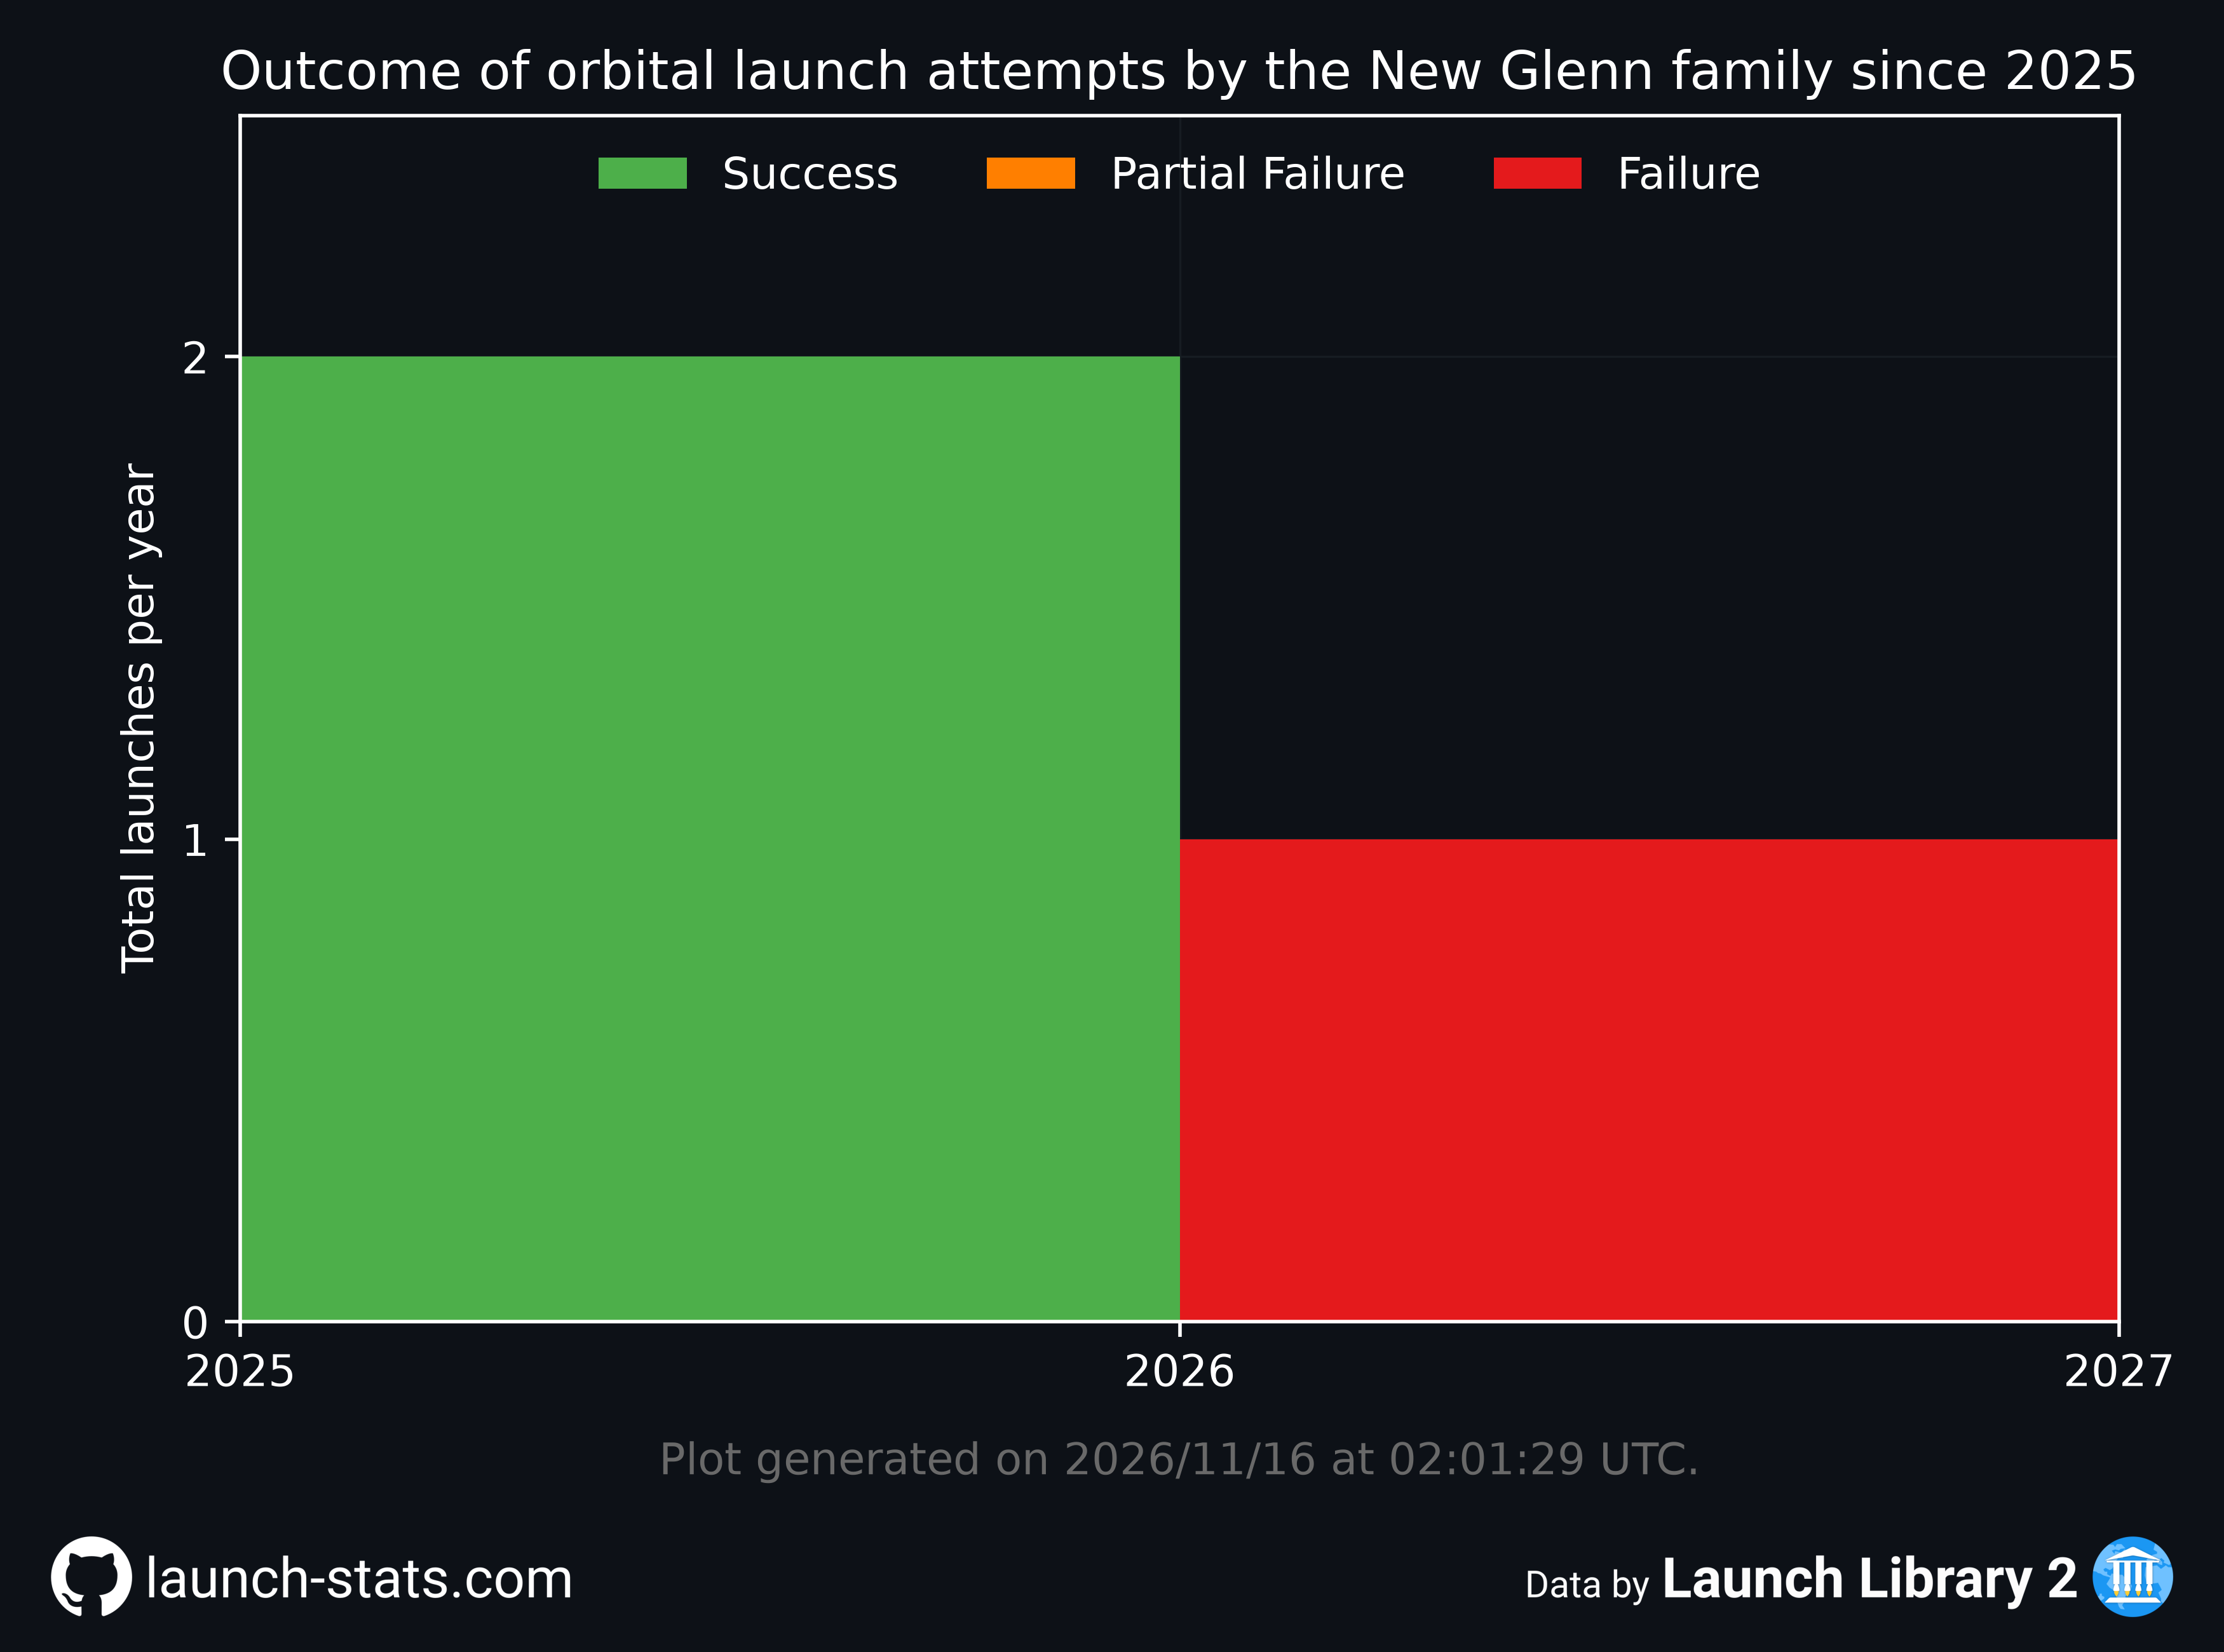 Outcome of orbital launch attempts by the New Glenn family since 2025
Success Partial Failure Failure
Total launches per year
2
1
0
2025 2026 2027
Plot generated on 2026/11/16 at 02:01:29 UTC.
launch-stats.com
Data by Launch Library 2